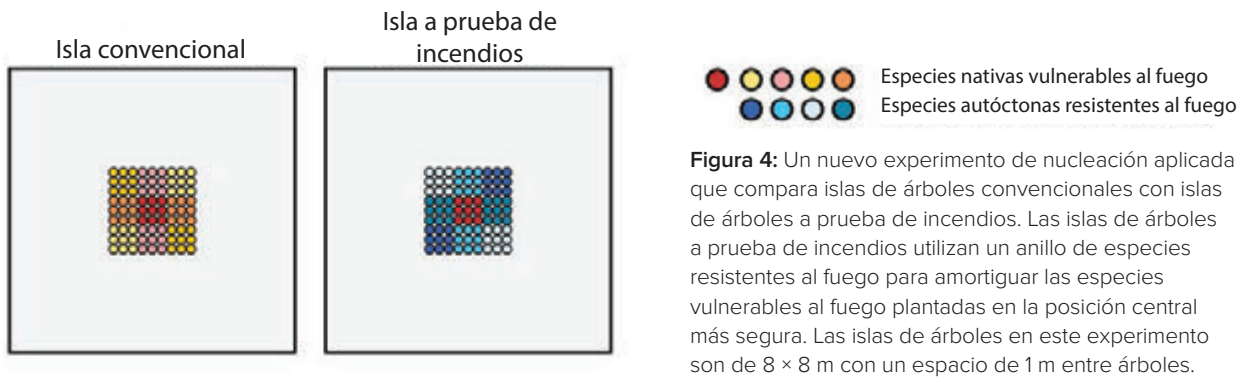 Isla convencional
Isla a prueba de
incendios
Especies nativas vulnerables al fuego
Especies autóctonas resistentes al fuego
Figura 4: Un nuevo experimento de nucleación aplicada
que compara islas de árboles convencionales con islas
de árboles a prueba de incendios. Las islas de árboles
a prueba de incendios utilizan un anillo de especies
resistentes al fuego para amortiguar las especies
vulnerables al fuego plantadas en la posición central
más segura. Las islas de árboles en este experimento
son de 8 × 8 m con un espacio de 1 m entre árboles.